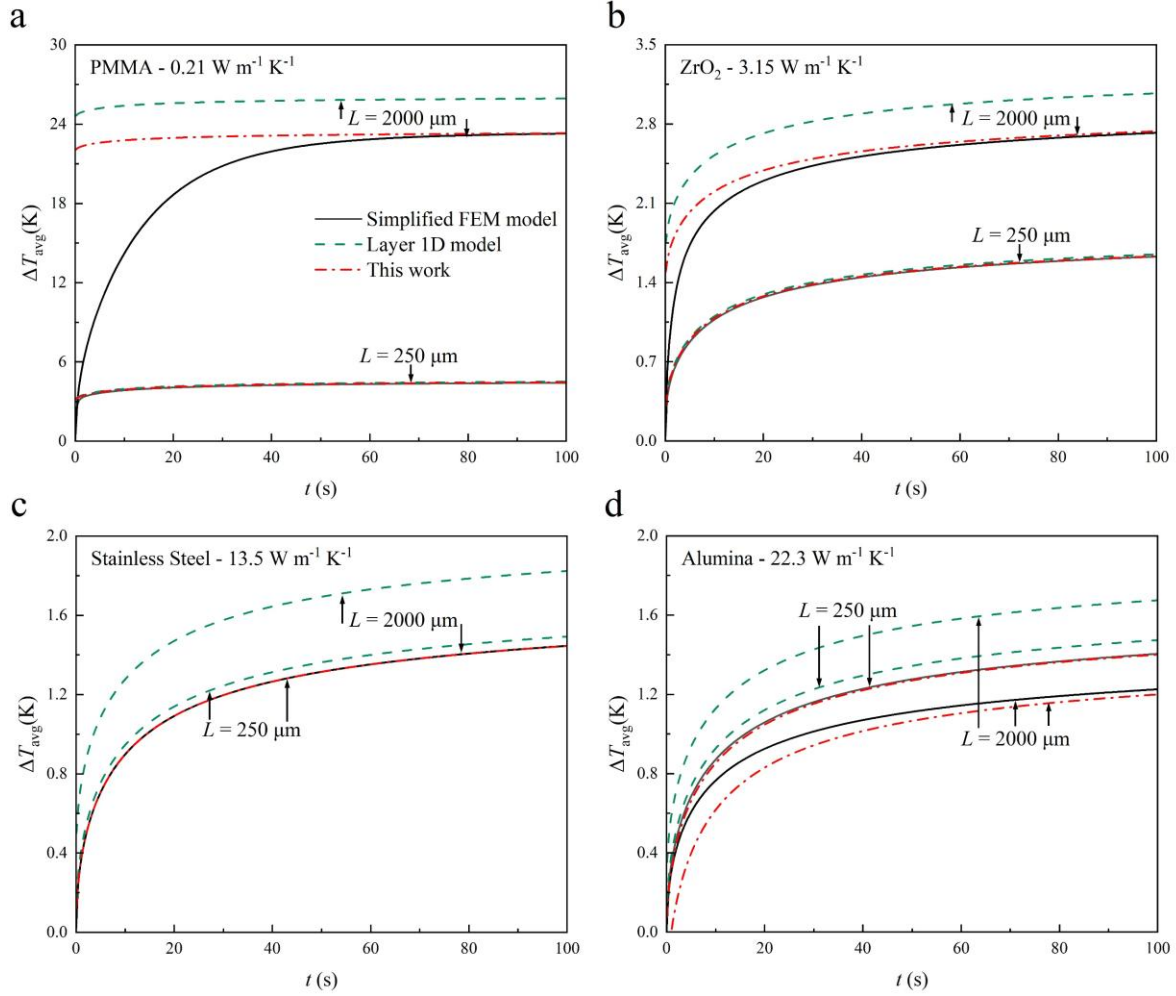 a
PMMA - 0.21 W m⁻¹ K⁻¹
30
24
18
12
6
0
ΔT_avg(K)
L = 2000 μm
Simplified FEM model
Layer 1D model
This work
L = 250 μm
0 20 40 60 80 100
t (s)
b
ZrO₂ - 3.15 W m⁻¹ K⁻¹
3.5
2.8
2.1
1.4
0.7
0.0
ΔT_avg(K)
L = 2000 μm
L = 250 μm
0 20 40 60 80 100
t (s)
c
Stainless Steel - 13.5 W m⁻¹ K⁻¹
2.0
1.6
1.2
0.8
0.4
0.0
ΔT_avg(K)
L = 2000 μm
L = 250 μm
0 20 40 60 80 100
t (s)
d
Alumina - 22.3 W m⁻¹ K⁻¹
2.0
1.6
1.2
0.8
0.4
0.0
ΔT_avg(K)
L = 250 μm
L = 2000 μm
0 20 40 60 80 100
t (s)